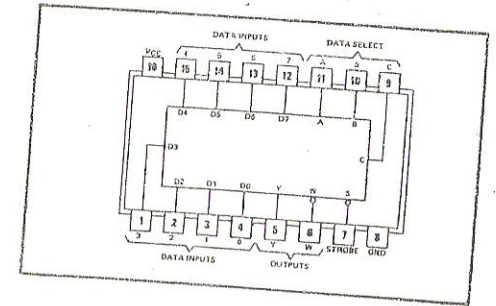 DATA INPUTS DATA SELECT
VCC 4 5 6 7 A B C
16 15 14 13 12 11 10 9
D4 D5 D6 D7 A B
D3 C
D2 D1 D0 Y W S
1 2 3 4 5 6 7 8
3 2 1 0 Y W STROBE GND
DATA INPUTS OUTPUTS